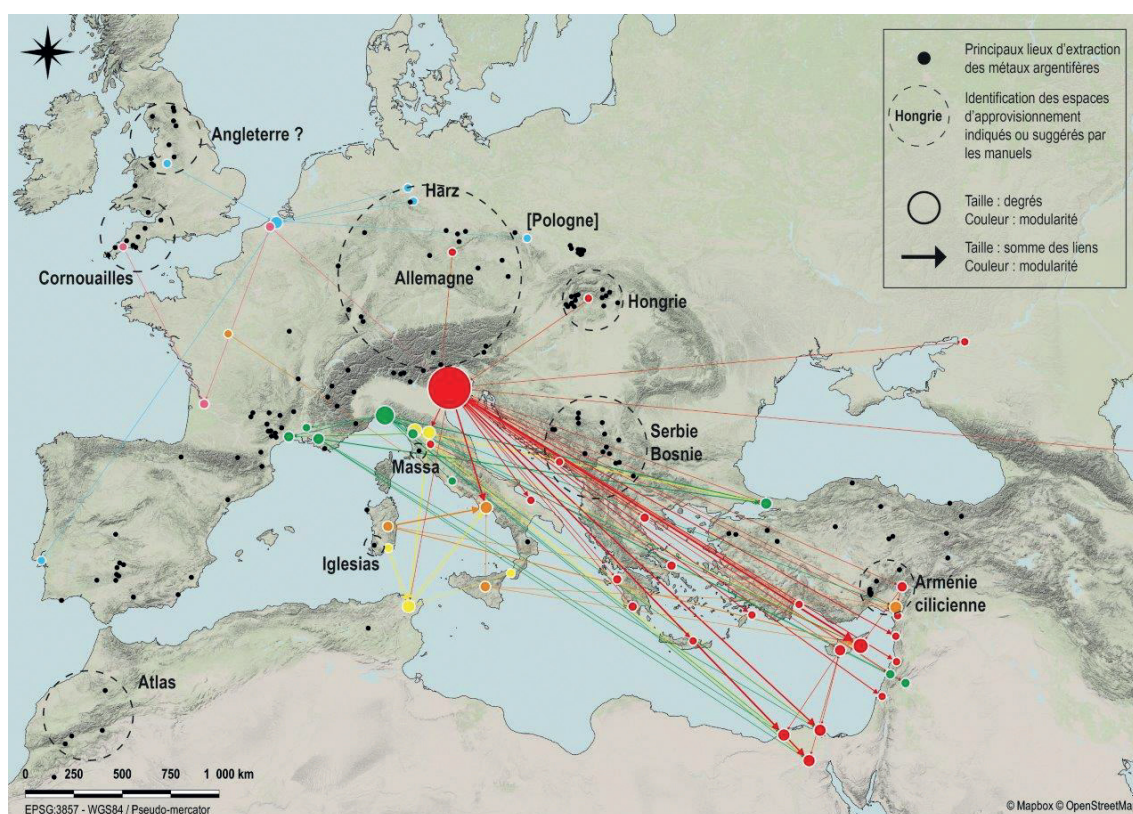 Principaux lieux d'extraction
des métaux argentifères
Hongrie
Identification des espaces
d'approvisionnement
indiqués ou suggérés par
les manuels
Taille : degrés
Couleur : modularité
Taille : somme des liens
Couleur : modularité
Angleterre ?
Härz
[Pologne]
Cornouailles
Allemagne
Hongrie
Serbie
Bosnie
Massa
Iglesias
Arménie
cilicienne
Atlas
0 250 500 750 1 000 km
EPSG:3857 - WGS84 / Pseudo-mercator
© Mapbox © OpenStreetMa